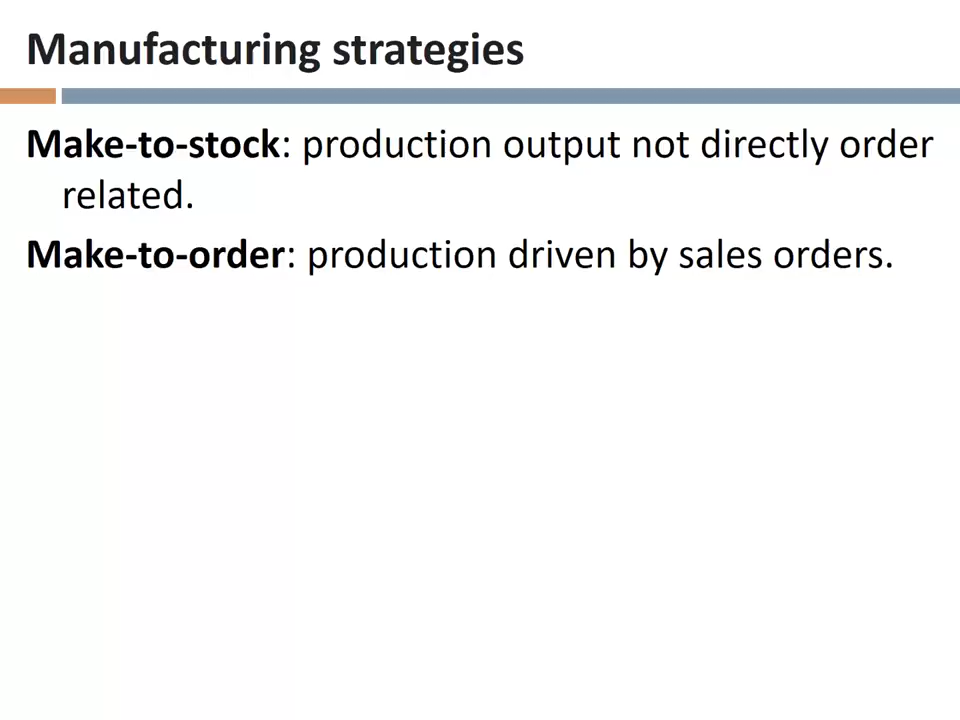 Manufacturing strategies
Make-to-stock: production output not directly order
related.
Make-to-order: production driven by sales orders.